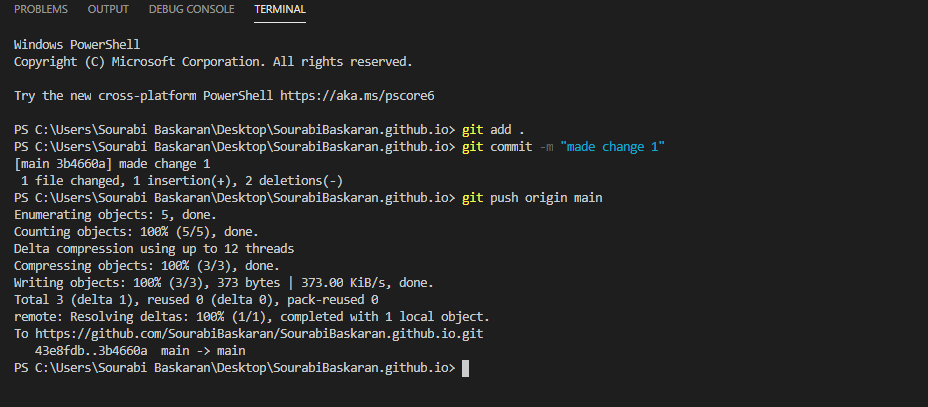 PROBLEMS OUTPUT DEBUG CONSOLE TERMINAL
Windows PowerShell
Copyright (C) Microsoft Corporation. All rights reserved.
Try the new cross-platform PowerShell https://aka.ms/pscore6
PS C:\Users\Sourabi Baskaran\Desktop\SourabiBaskaran.github.io> git add .
PS C:\Users\Sourabi Baskaran\Desktop\SourabiBaskaran.github.io> git commit -m "made change 1"
[main 3b4660a] made change 1
 1 file changed, 1 insertion(+), 2 deletions(-)
PS C:\Users\Sourabi Baskaran\Desktop\SourabiBaskaran.github.io> git push origin main
Enumerating objects: 5, done.
Counting objects: 100% (5/5), done.
Delta compression using up to 12 threads
Compressing objects: 100% (3/3), done.
Writing objects: 100% (3/3), 373 bytes | 373.00 KiB/s, done.
Total 3 (delta 1), reused 0 (delta 0), pack-reused 0
remote: Resolving deltas: 100% (1/1), completed with 1 local object.
To https://github.com/SourabiBaskaran/SourabiBaskaran.github.io.git
   43e8fdb..3b4660a  main -> main
PS C:\Users\Sourabi Baskaran\Desktop\SourabiBaskaran.github.io>